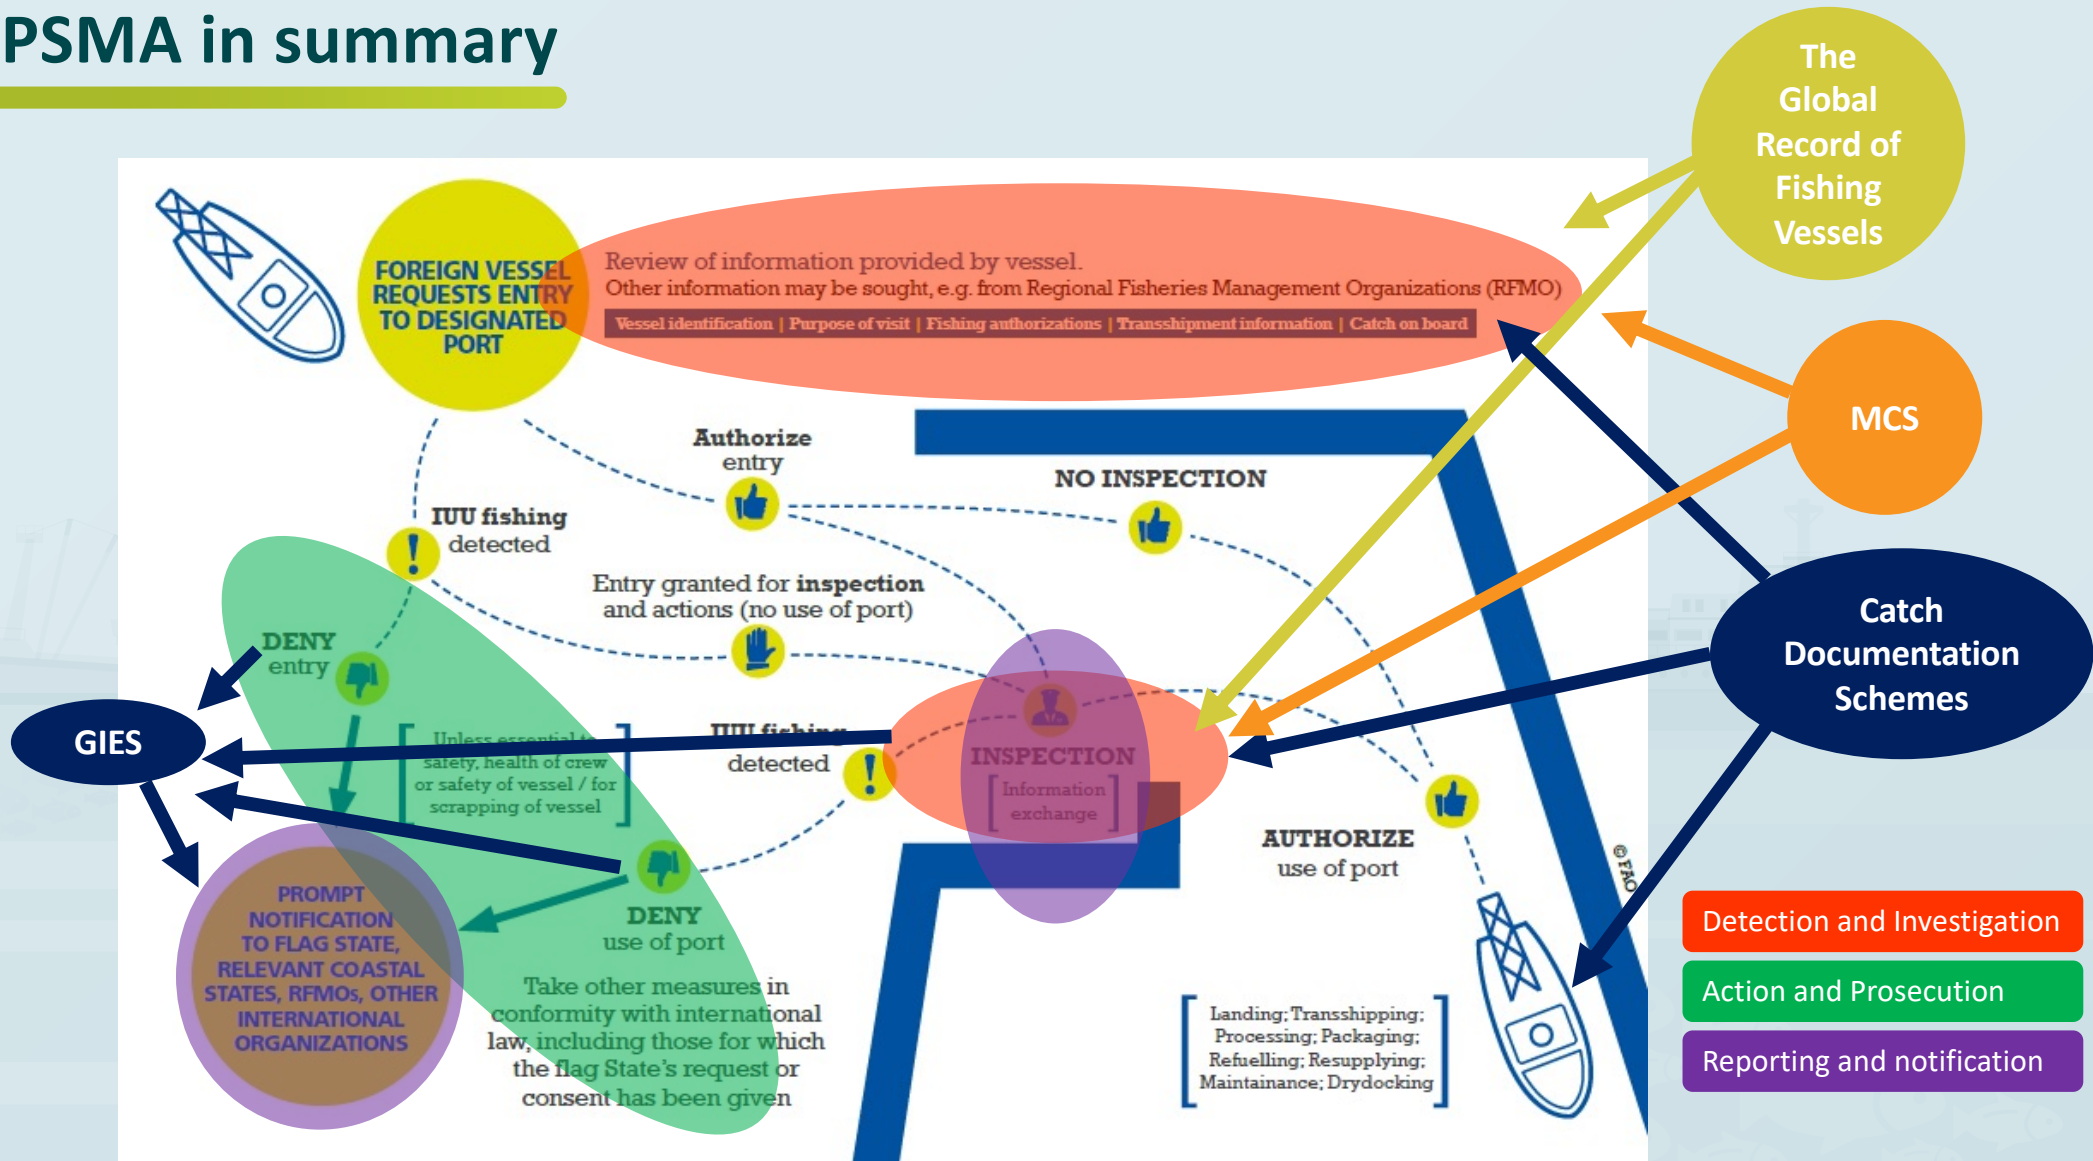 PSMA in summary
The
Global
Record of
Fishing
Vessels
FOREIGN VESSEL
REQUESTS ENTRY
TO DESIGNATED
PORT
Review of information provided by vessel.
Other information may be sought, e.g. from Regional Fisheries Management Organizations (RFMO)
Vessel identification | Purpose of visit | Fishing authorizations | Transshipment information | Catch on board
MCS
Authorize
entry
NO INSPECTION
IUU fishing
detected
Entry granted for inspection
and actions (no use of port)
DENY
entry
Catch
Documentation
Schemes
GIES
Unless essential to
safety, health of crew
or safety of vessel / for
scrapping of vessel
IUU fishing
detected
INSPECTION
Information
exchange
AUTHORIZE
use of port
© FAO
PROMPT
NOTIFICATION
TO FLAG STATE,
RELEVANT COASTAL
STATES, RFMOs, OTHER
INTERNATIONAL
ORGANIZATIONS
DENY
use of port
Take other measures in
conformity with international
law, including those for which
the flag State's request or
consent has been given
Landing; Transshipping;
Processing; Packaging;
Refuelling; Resupplying;
Maintainance; Drydocking
Detection and Investigation
Action and Prosecution
Reporting and notification